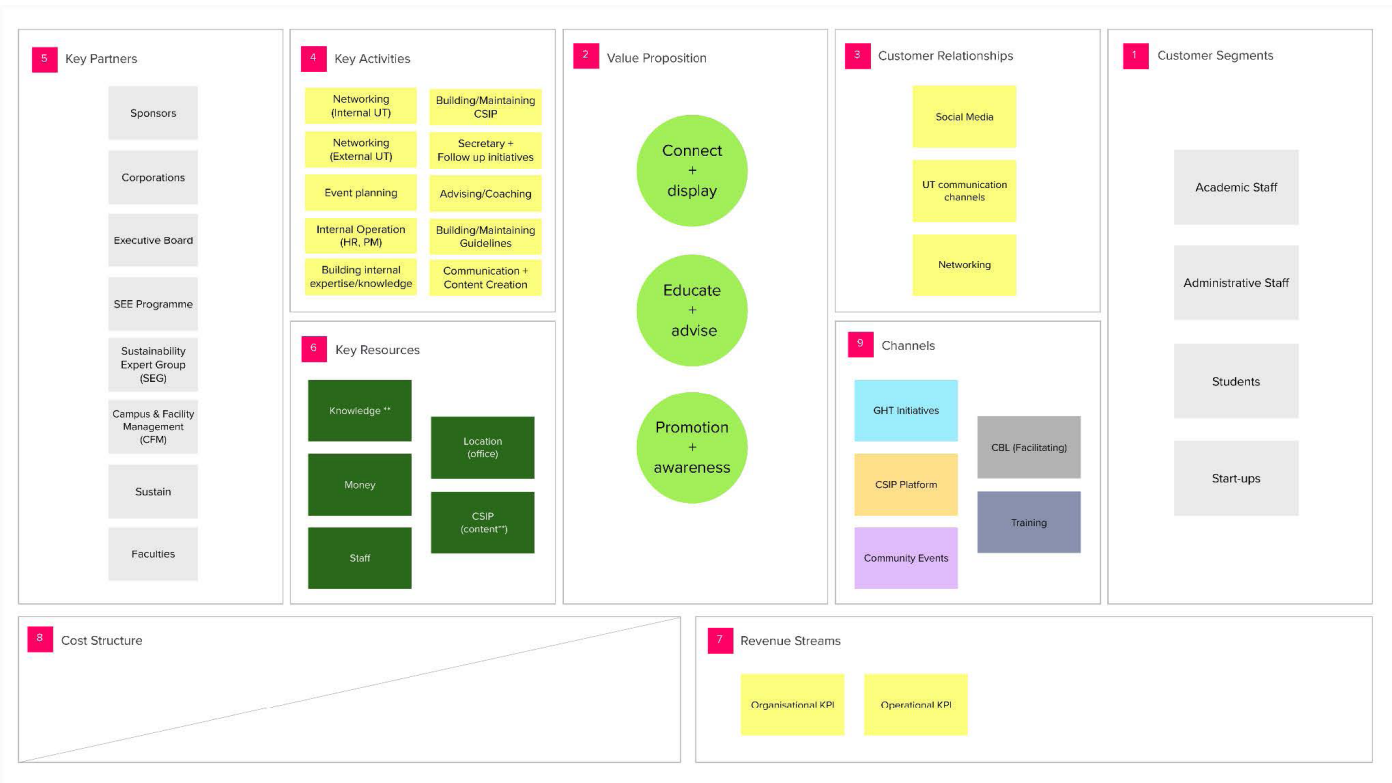 5 Key Partners
Sponsors
Corporations
Executive Board
SEE Programme
Sustainability
Expert Group
(SEG)
Campus & Facility
Management
(CFM)
Sustain
Faculties
4 Key Activities
Networking
(Internal UT)
Building/Maintaining
CSIP
Networking
(External UT)
Secretary +
Follow up initiatives
Event planning
Advising/Coaching
Internal Operation
(HR, PM)
Building/Maintaining
Guidelines
Building internal
expertise/knowledge
Communication +
Content Creation
6 Key Resources
Knowledge **
Location
(office)
Money
CSIP
(content**)
Staff
2 Value Proposition
Connect
+
display
Educate
+
advise
Promotion
+
awareness
3 Customer Relationships
Social Media
UT communication
channels
Networking
9 Channels
GHT Initiatives
CBL (Facilitating)
CSIP Platform
Training
Community Events
1 Customer Segments
Academic Staff
Administrative Staff
Students
Start-ups
8 Cost Structure
7 Revenue Streams
Organisational KPI
Operational KPI